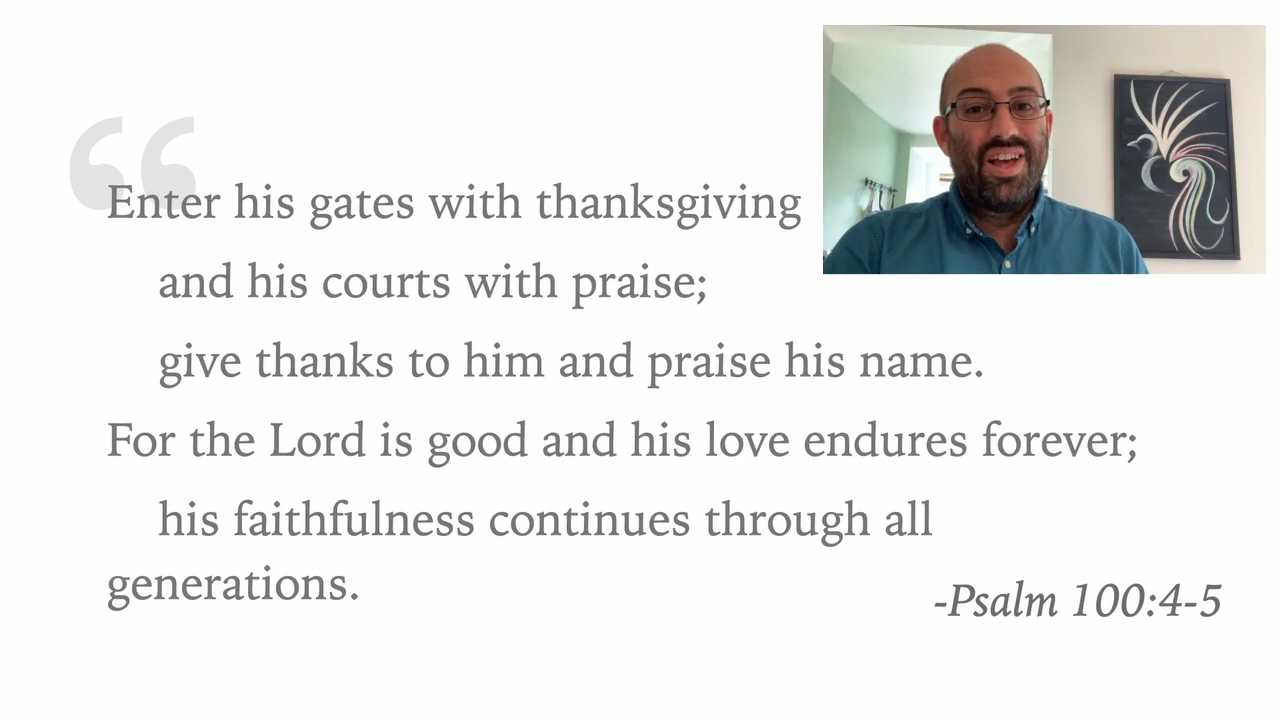 “
Enter his gates with thanksgiving
and his courts with praise;
give thanks to him and praise his name.
For the Lord is good and his love endures forever;
his faithfulness continues through all
generations.
-Psalm 100:4-5